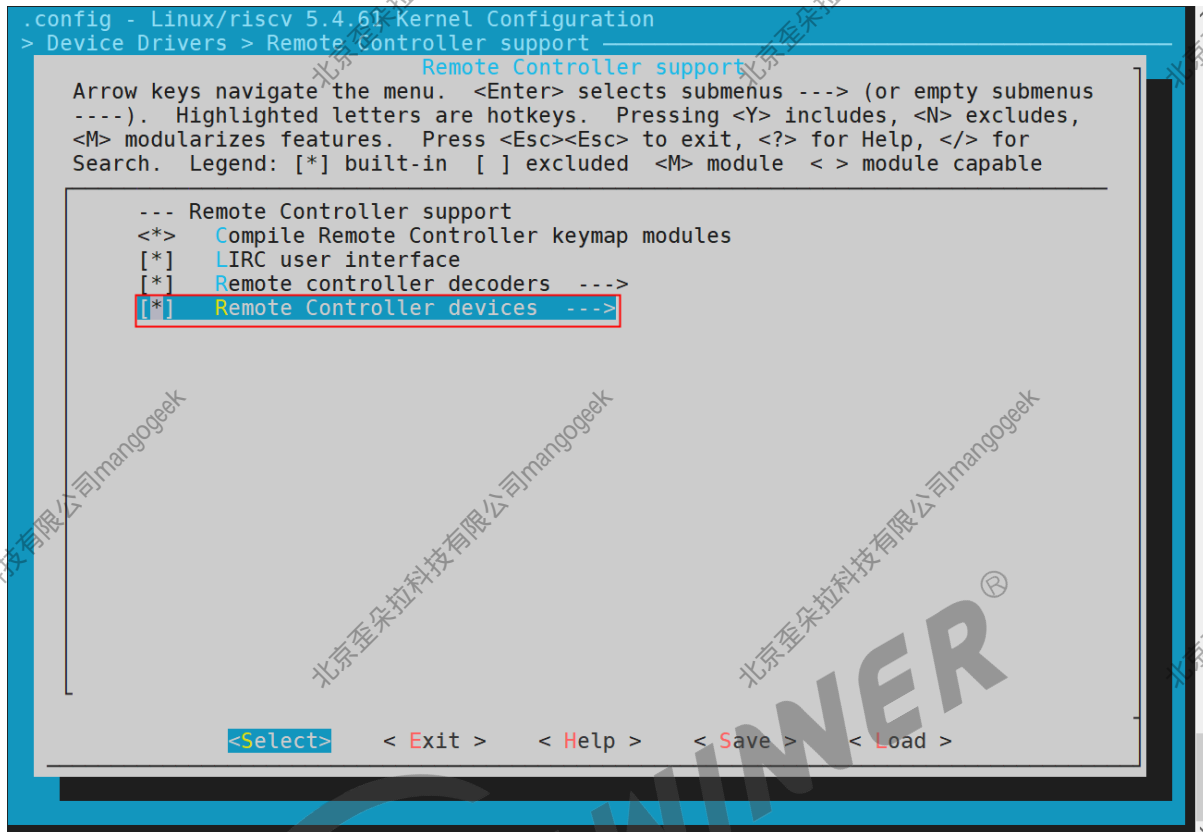 .config - Linux/riscv 5.4.61 Kernel Configuration
> Device Drivers > Remote Controller support
Remote Controller support
Arrow keys navigate the menu.  <Enter> selects submenus ---> (or empty submenus
----).  Highlighted letters are hotkeys.  Pressing <Y> includes, <N> excludes,
<M> modularizes features.  Press <Esc><Esc> to exit, <?> for Help, </> for
Search.  Legend: [*] built-in  [ ] excluded  <M> module  < > module capable
--- Remote Controller support
<*>   Compile Remote Controller keymap modules
[*]   LIRC user interface
[*]   Remote controller decoders  --->
[*]   Remote Controller devices  --->
北京歪朵拉科技有限公司mangogeek
北京歪朵拉科技有限公司mangogeek
科技有限公司mangogeek
北京歪朵
北京歪朵
WINNER®
<Select>    < Exit >    < Help >    < Save >    < Load >